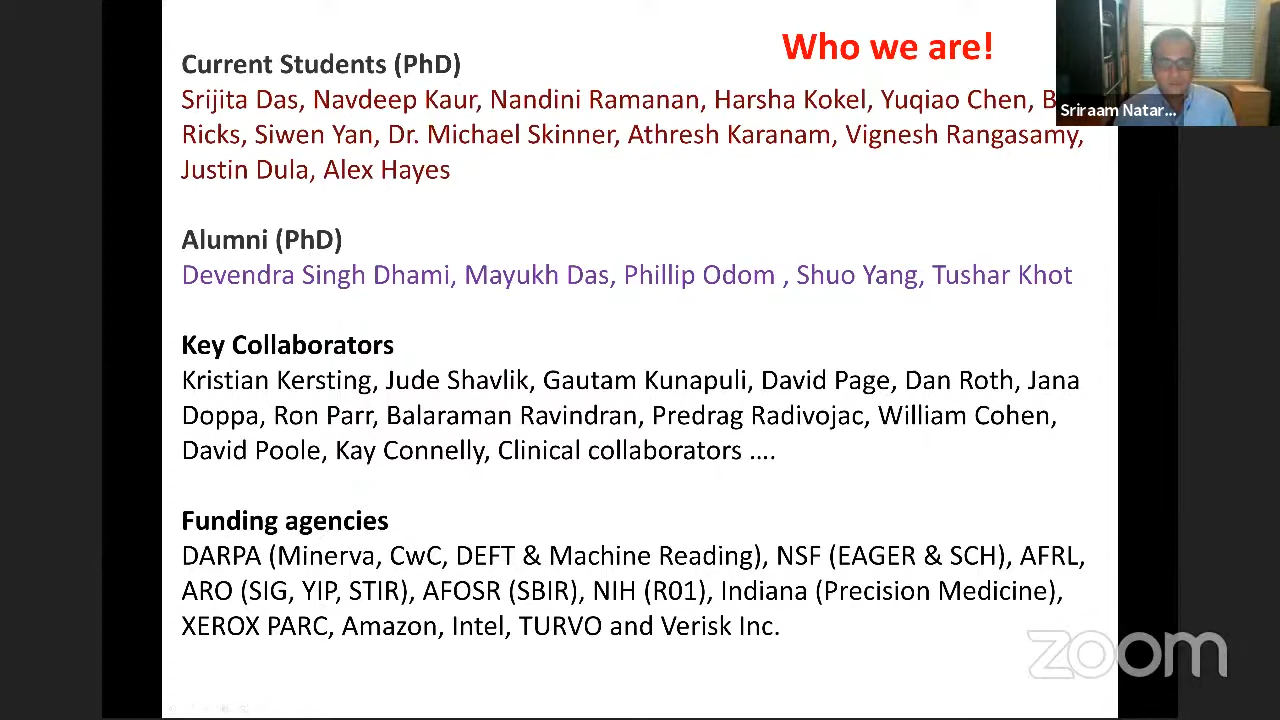 Who we are!
Current Students (PhD)
Srijita Das, Navdeep Kaur, Nandini Ramanan, Harsha Kokel, Yuqiao Chen, B
Ricks, Siwen Yan, Dr. Michael Skinner, Athresh Karanam, Vignesh Rangasamy,
Justin Dula, Alex Hayes
Sriraam Natar...
Alumni (PhD)
Devendra Singh Dhami, Mayukh Das, Phillip Odom , Shuo Yang, Tushar Khot
Key Collaborators
Kristian Kersting, Jude Shavlik, Gautam Kunapuli, David Page, Dan Roth, Jana
Doppa, Ron Parr, Balaraman Ravindran, Predrag Radivojac, William Cohen,
David Poole, Kay Connelly, Clinical collaborators ....
Funding agencies
DARPA (Minerva, CwC, DEFT & Machine Reading), NSF (EAGER & SCH), AFRL,
ARO (SIG, YIP, STIR), AFOSR (SBIR), NIH (R01), Indiana (Precision Medicine),
XEROX PARC, Amazon, Intel, TURVO and Verisk Inc.
zoom